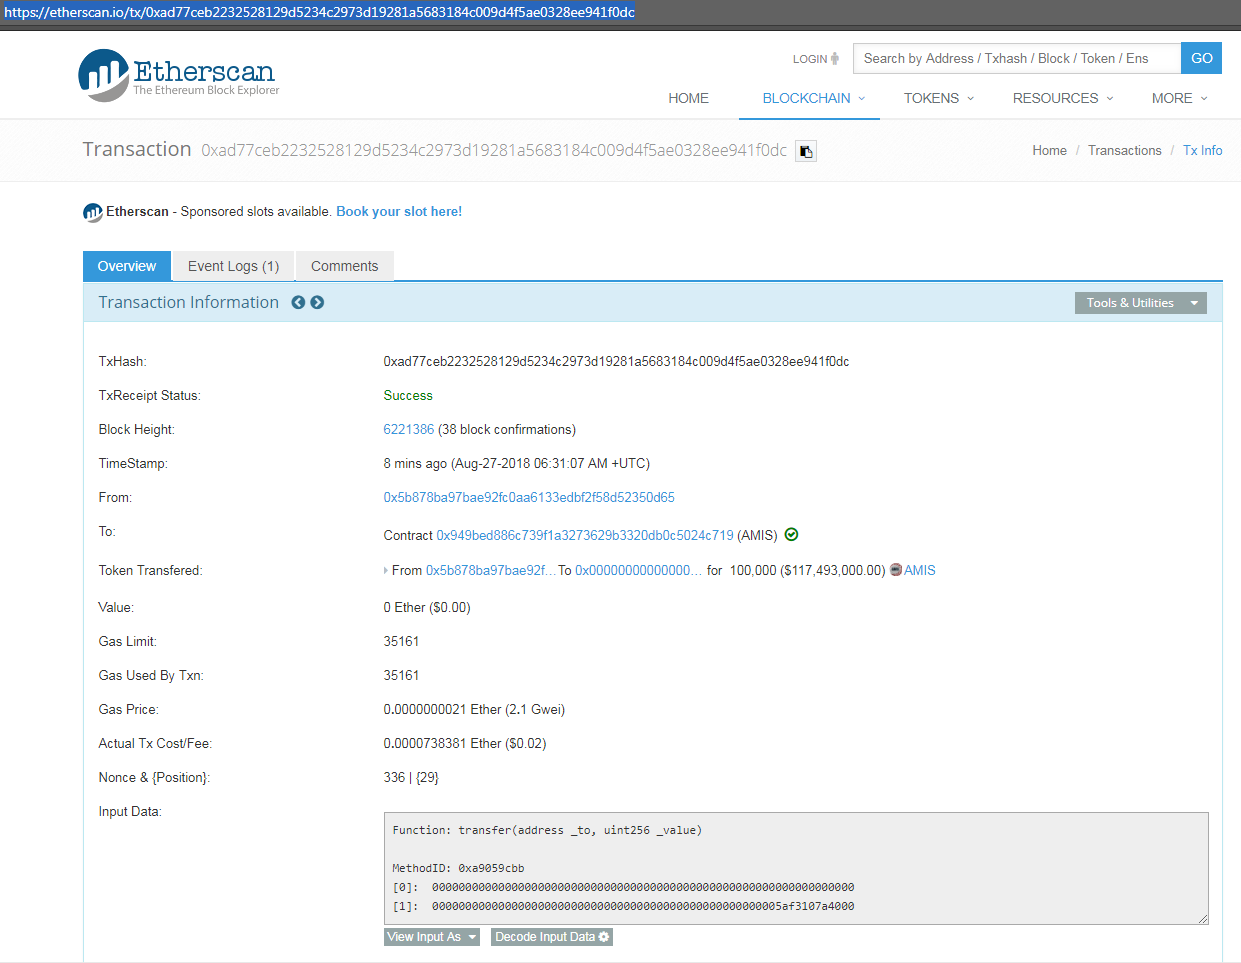 https://etherscan.io/tx/0xad77ceb2232528129d5234c2973d19281a5683184c009d4f5ae0328ee941f0dc
Etherscan
The Ethereum Block Explorer
LOGIN
Search by Address / Txhash / Block / Token / Ens
GO
HOME BLOCKCHAIN TOKENS RESOURCES MORE
Transaction 0xad77ceb2232528129d5234c2973d19281a5683184c009d4f5ae0328ee941f0dc
Home / Transactions / Tx Info
Etherscan - Sponsored slots available. Book your slot here!
Overview Event Logs (1) Comments
Transaction Information
Tools & Utilities
TxHash: 0xad77ceb2232528129d5234c2973d19281a5683184c009d4f5ae0328ee941f0dc
TxReceipt Status: Success
Block Height: 6221386 (38 block confirmations)
TimeStamp: 8 mins ago (Aug-27-2018 06:31:07 AM +UTC)
From: 0x5b878ba97bae92fc0aa6133edbf2f58d52350d65
To: Contract 0x949bed886c739f1a3273629b3320db0c5024c719 (AMIS)
Token Transfered: From 0x5b878ba97bae92f... To 0x00000000000000... for 100,000 ($117,493,000.00) AMIS
Value: 0 Ether ($0.00)
Gas Limit: 35161
Gas Used By Txn: 35161
Gas Price: 0.0000000021 Ether (2.1 Gwei)
Actual Tx Cost/Fee: 0.0000738381 Ether ($0.02)
Nonce & {Position}: 336 | {29}
Input Data:
Function: transfer(address _to, uint256 _value)
MethodID: 0xa9059cbb
[0]: 0000000000000000000000000000000000000000000000000000000000000000
[1]: 00000000000000000000000000000000000000000000000000005af3107a4000
View Input As Decode Input Data